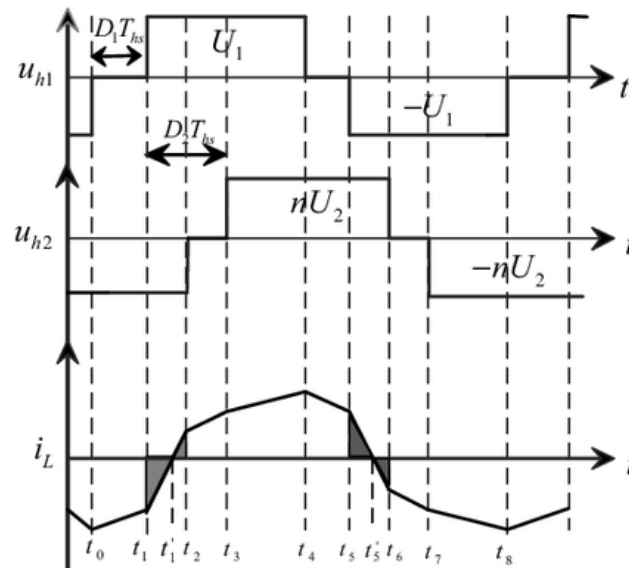 D₁Tₕₛ
U₁
uₕ₁
t
-U₁
D₂Tₕₛ
nU₂
uₕ₂
t
-nU₂
i_L
t
t₀ t₁ t₁' t₂ t₃ t₄ t₅ t₅' t₆ t₇ t₈